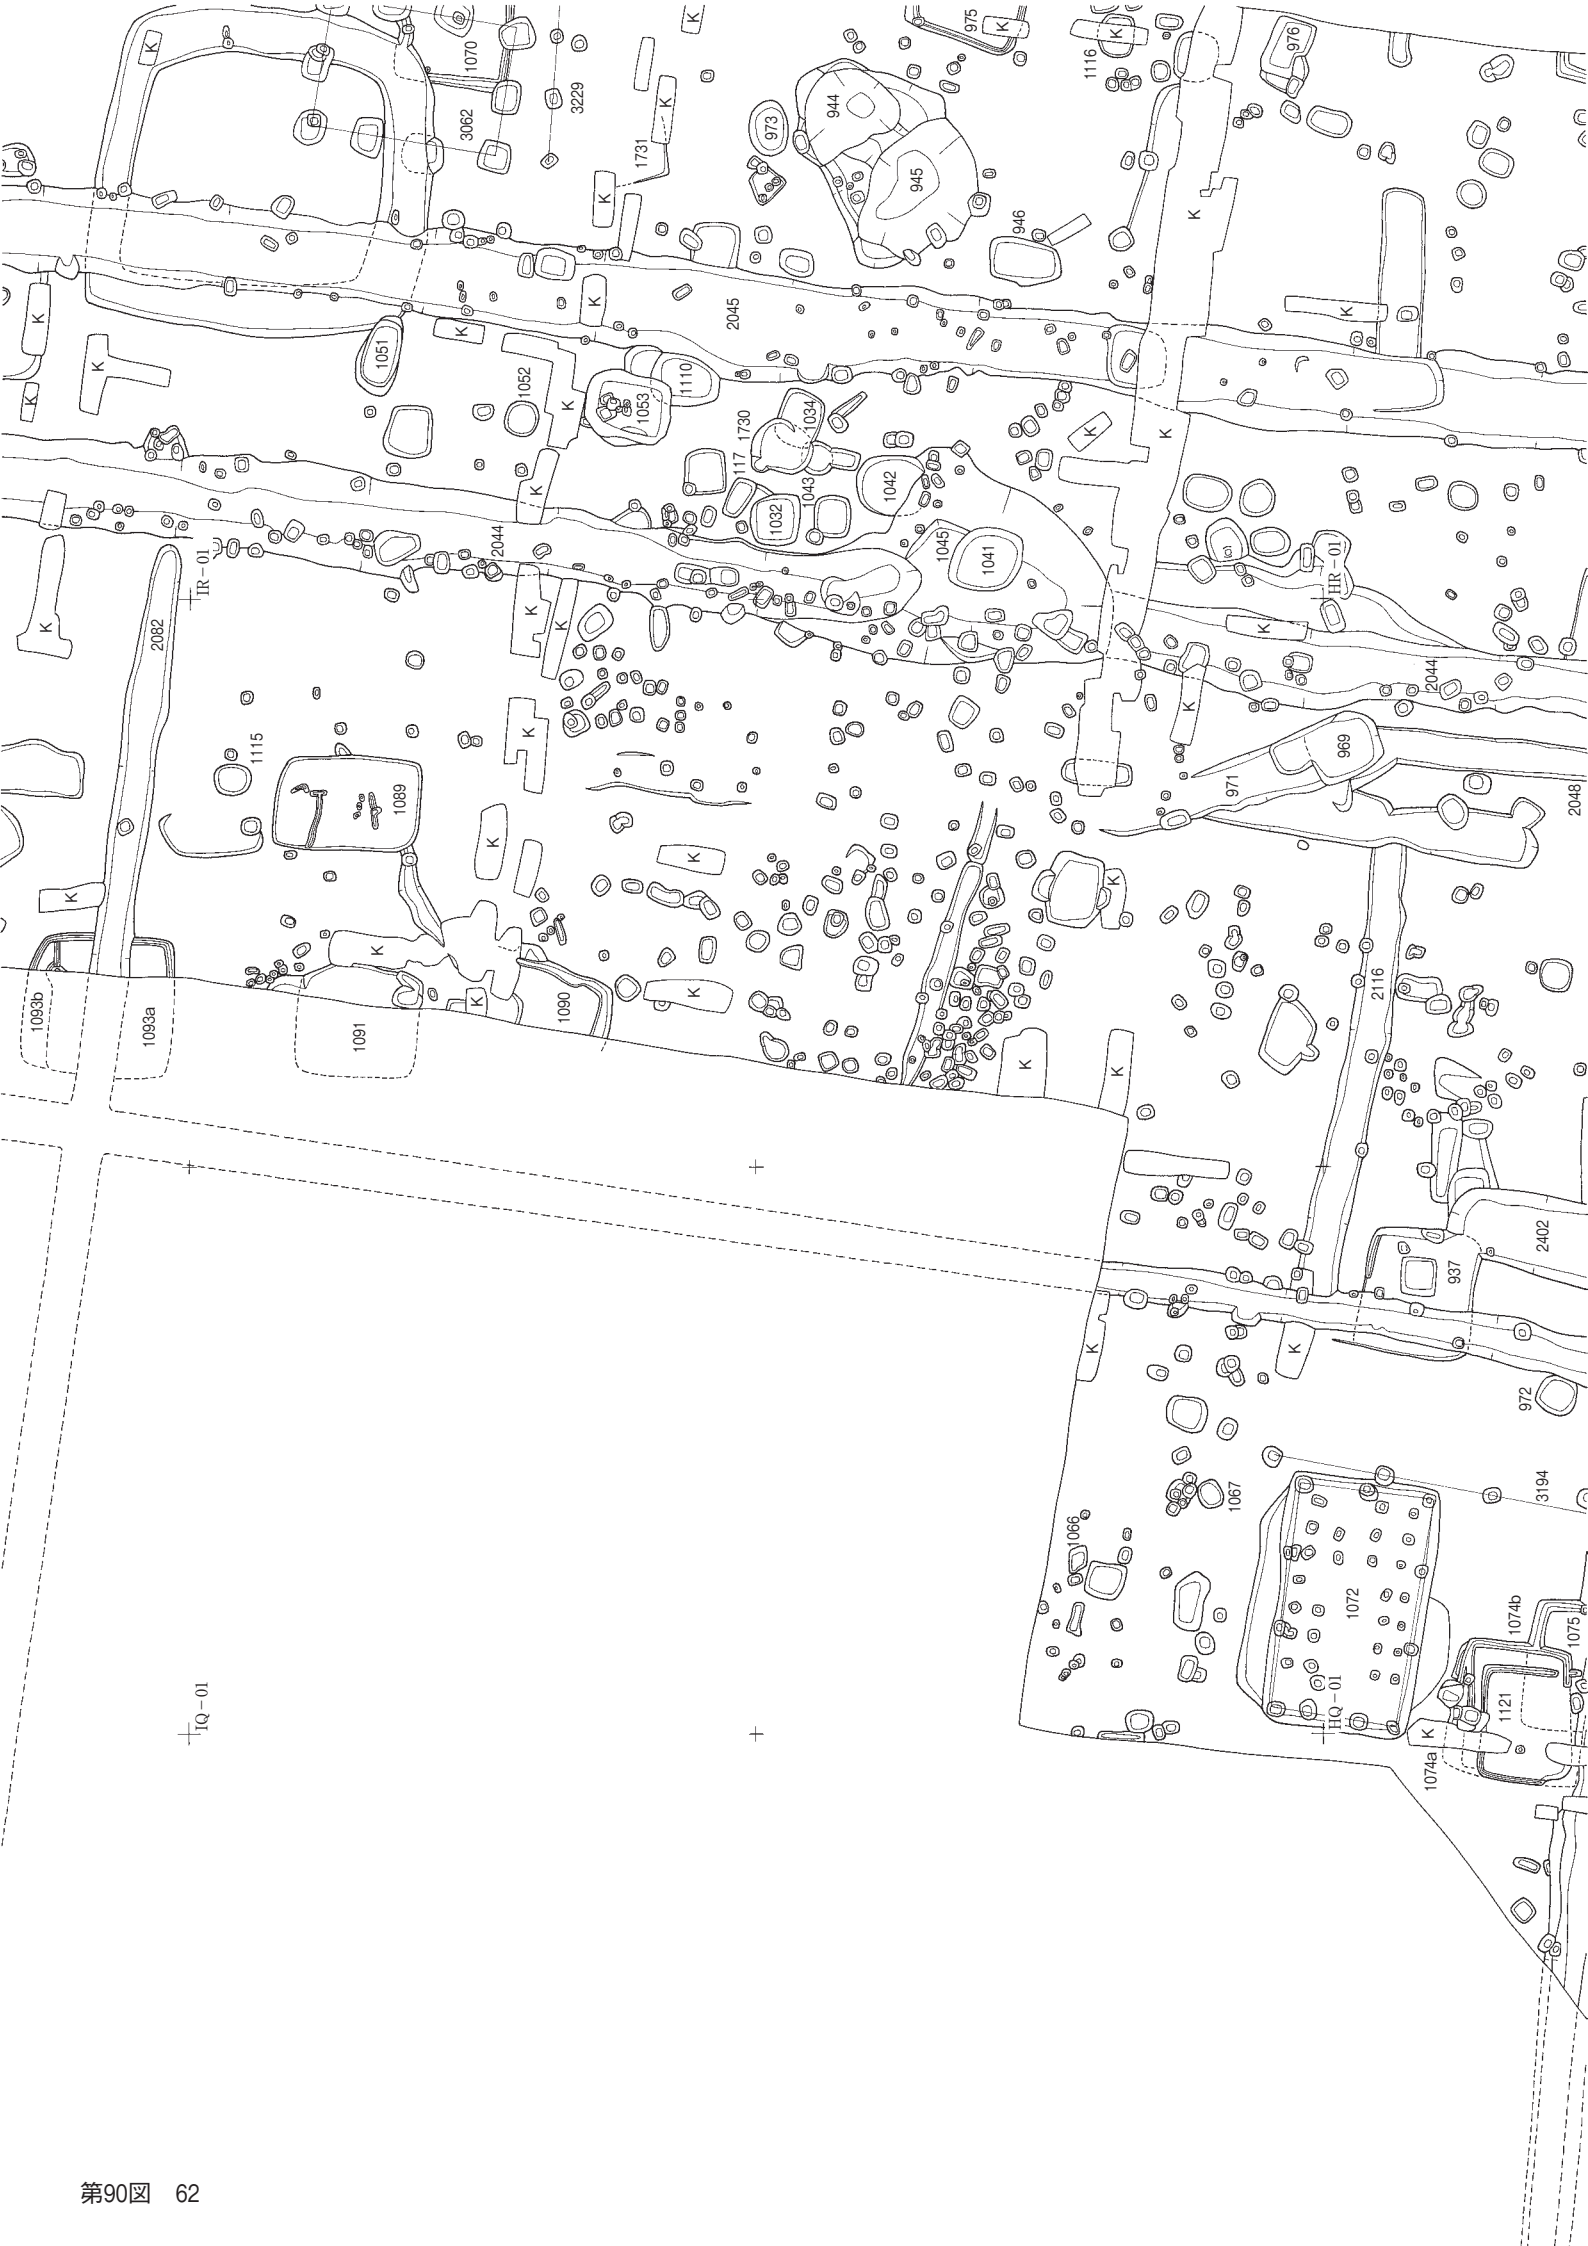 K
1070
3062
3229
K
K
1731
K
973
944
945
975
K
946
1116
K
976
K
K
K
K
1051
K
1052
K
K
1053
1110
2045
1034
1730
117
1032
1043
1042
1045
1041
K
K
K
K
2044
K
K
K
IR-01
2082
K
1115
1089
K
K
K
K
K
K
1093b
1093a
1091
1090
K
K
K
K
K
HR-01
K
2044
K
971
969
2048
2116
2402
937
K
K
972
3194
1067
1066
1072
1074b
1075
1121
1074a
K
HQ-01
IQ-01
第90図 62